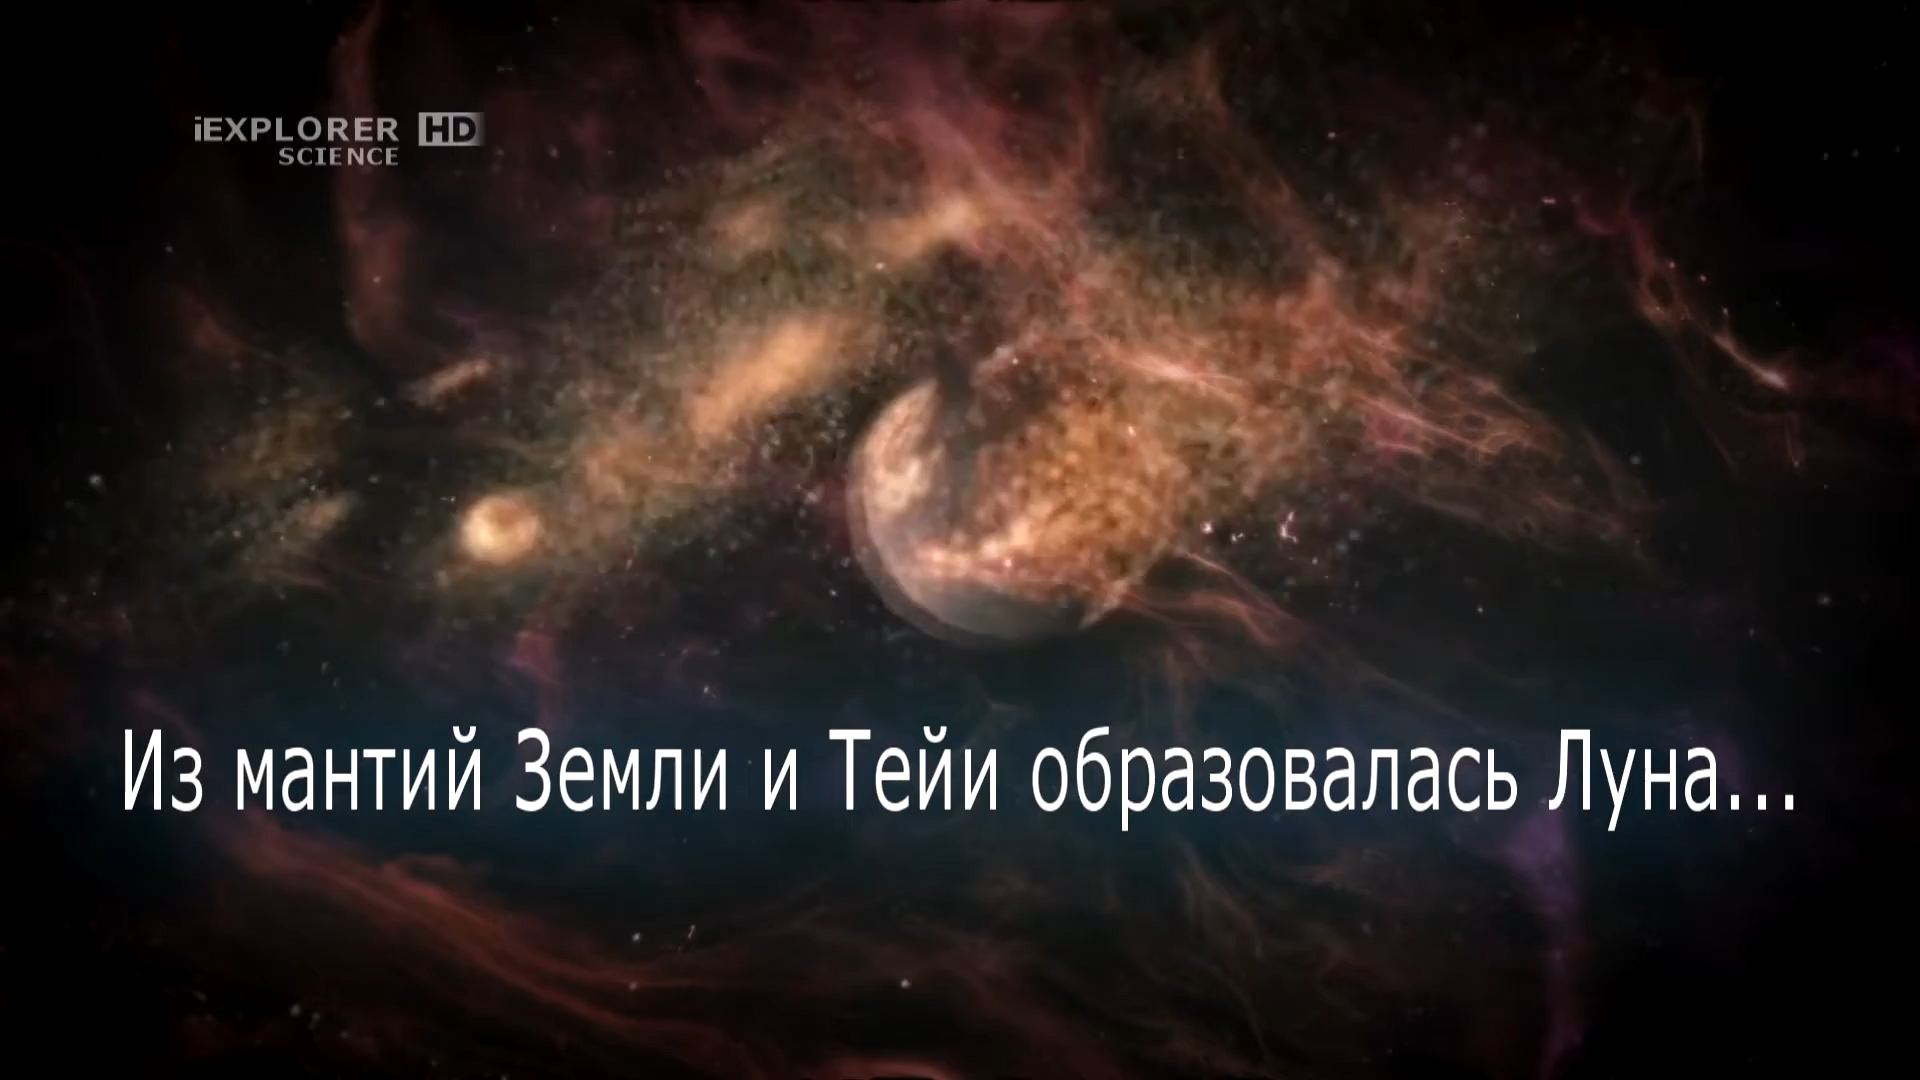 iEXPLORER HD
SCIENCE
Из мантий Земли и Тейи образовалась Луна...